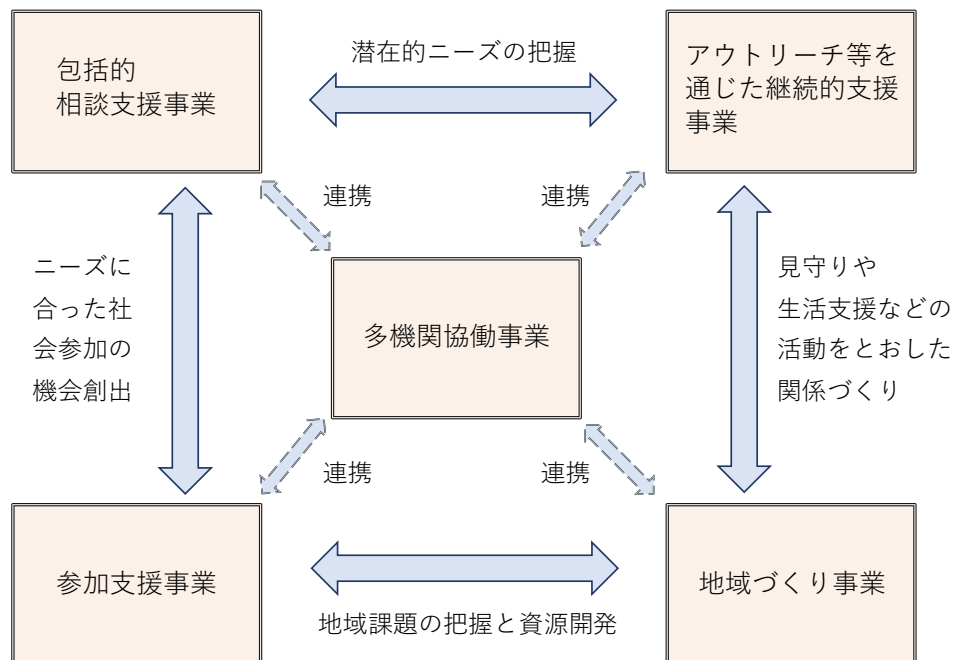 包括的
相談支援事業
潜在的ニーズの把握
アウトリーチ等を
通じた継続的支援
事業
連携
連携
ニーズに
合った社
会参加の
機会創出
多機関協働事業
見守りや
生活支援などの
活動をとおした
関係づくり
連携
連携
参加支援事業
地域課題の把握と資源開発
地域づくり事業